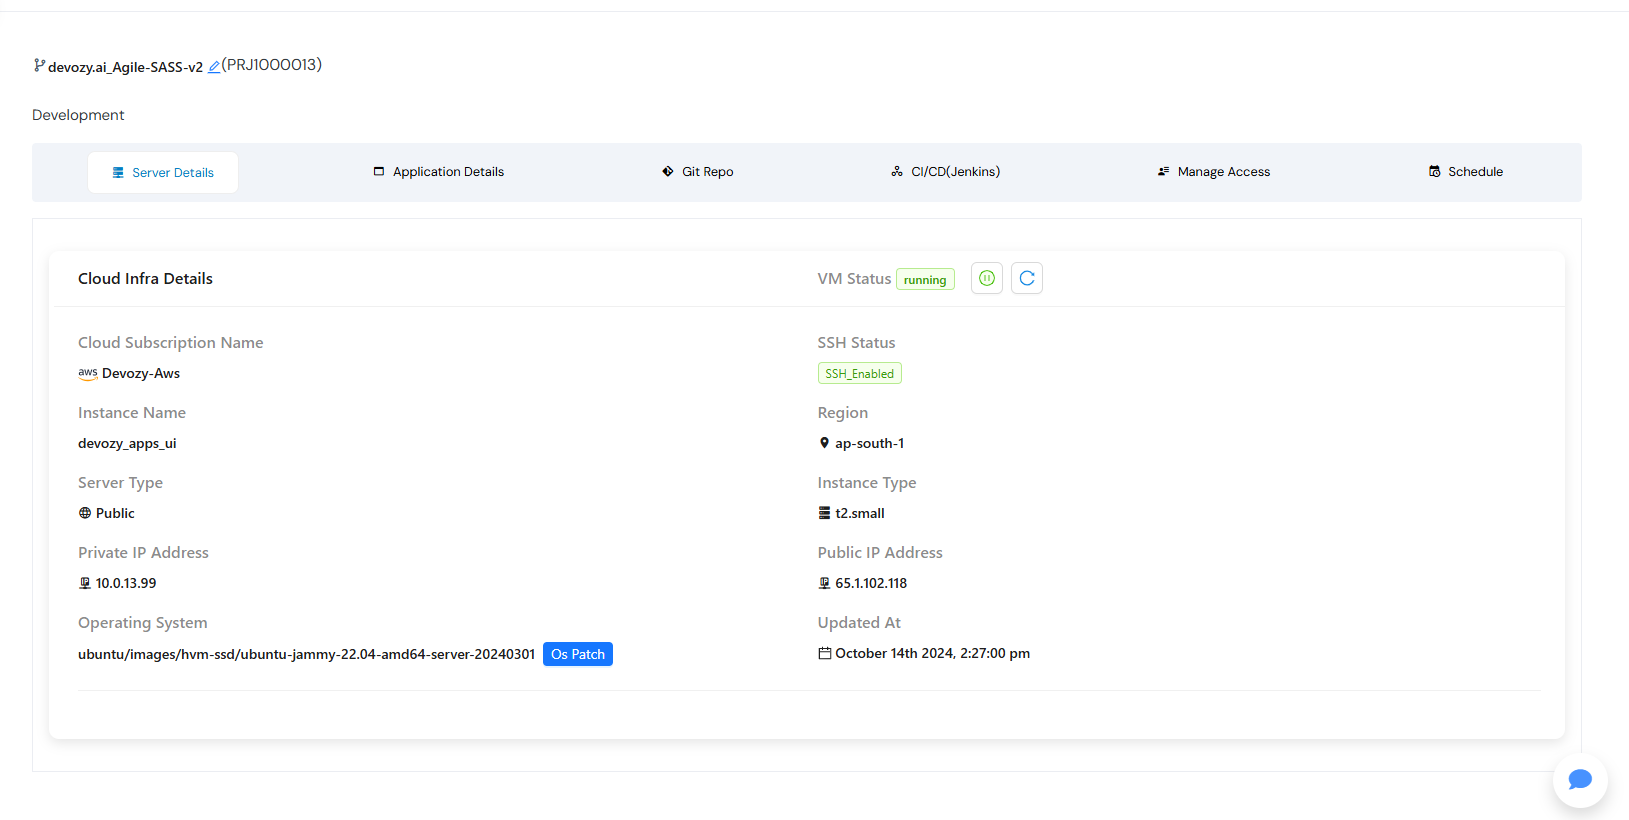 devozy.ai_Agile-SASS-v2 (PRJ1000013)
Development
Server Details Application Details Git Repo CI/CD(Jenkins) Manage Access Schedule
Cloud Infra Details VM Status running
Cloud Subscription Name SSH Status
aws Devozy-Aws SSH_Enabled
Instance Name Region
devozy_apps_ui ap-south-1
Server Type Instance Type
Public t2.small
Private IP Address Public IP Address
10.0.13.99 65.1.102.118
Operating System Updated At
ubuntu/images/hvm-ssd/ubuntu-jammy-22.04-amd64-server-20240301 Os Patch October 14th 2024, 2:27:00 pm